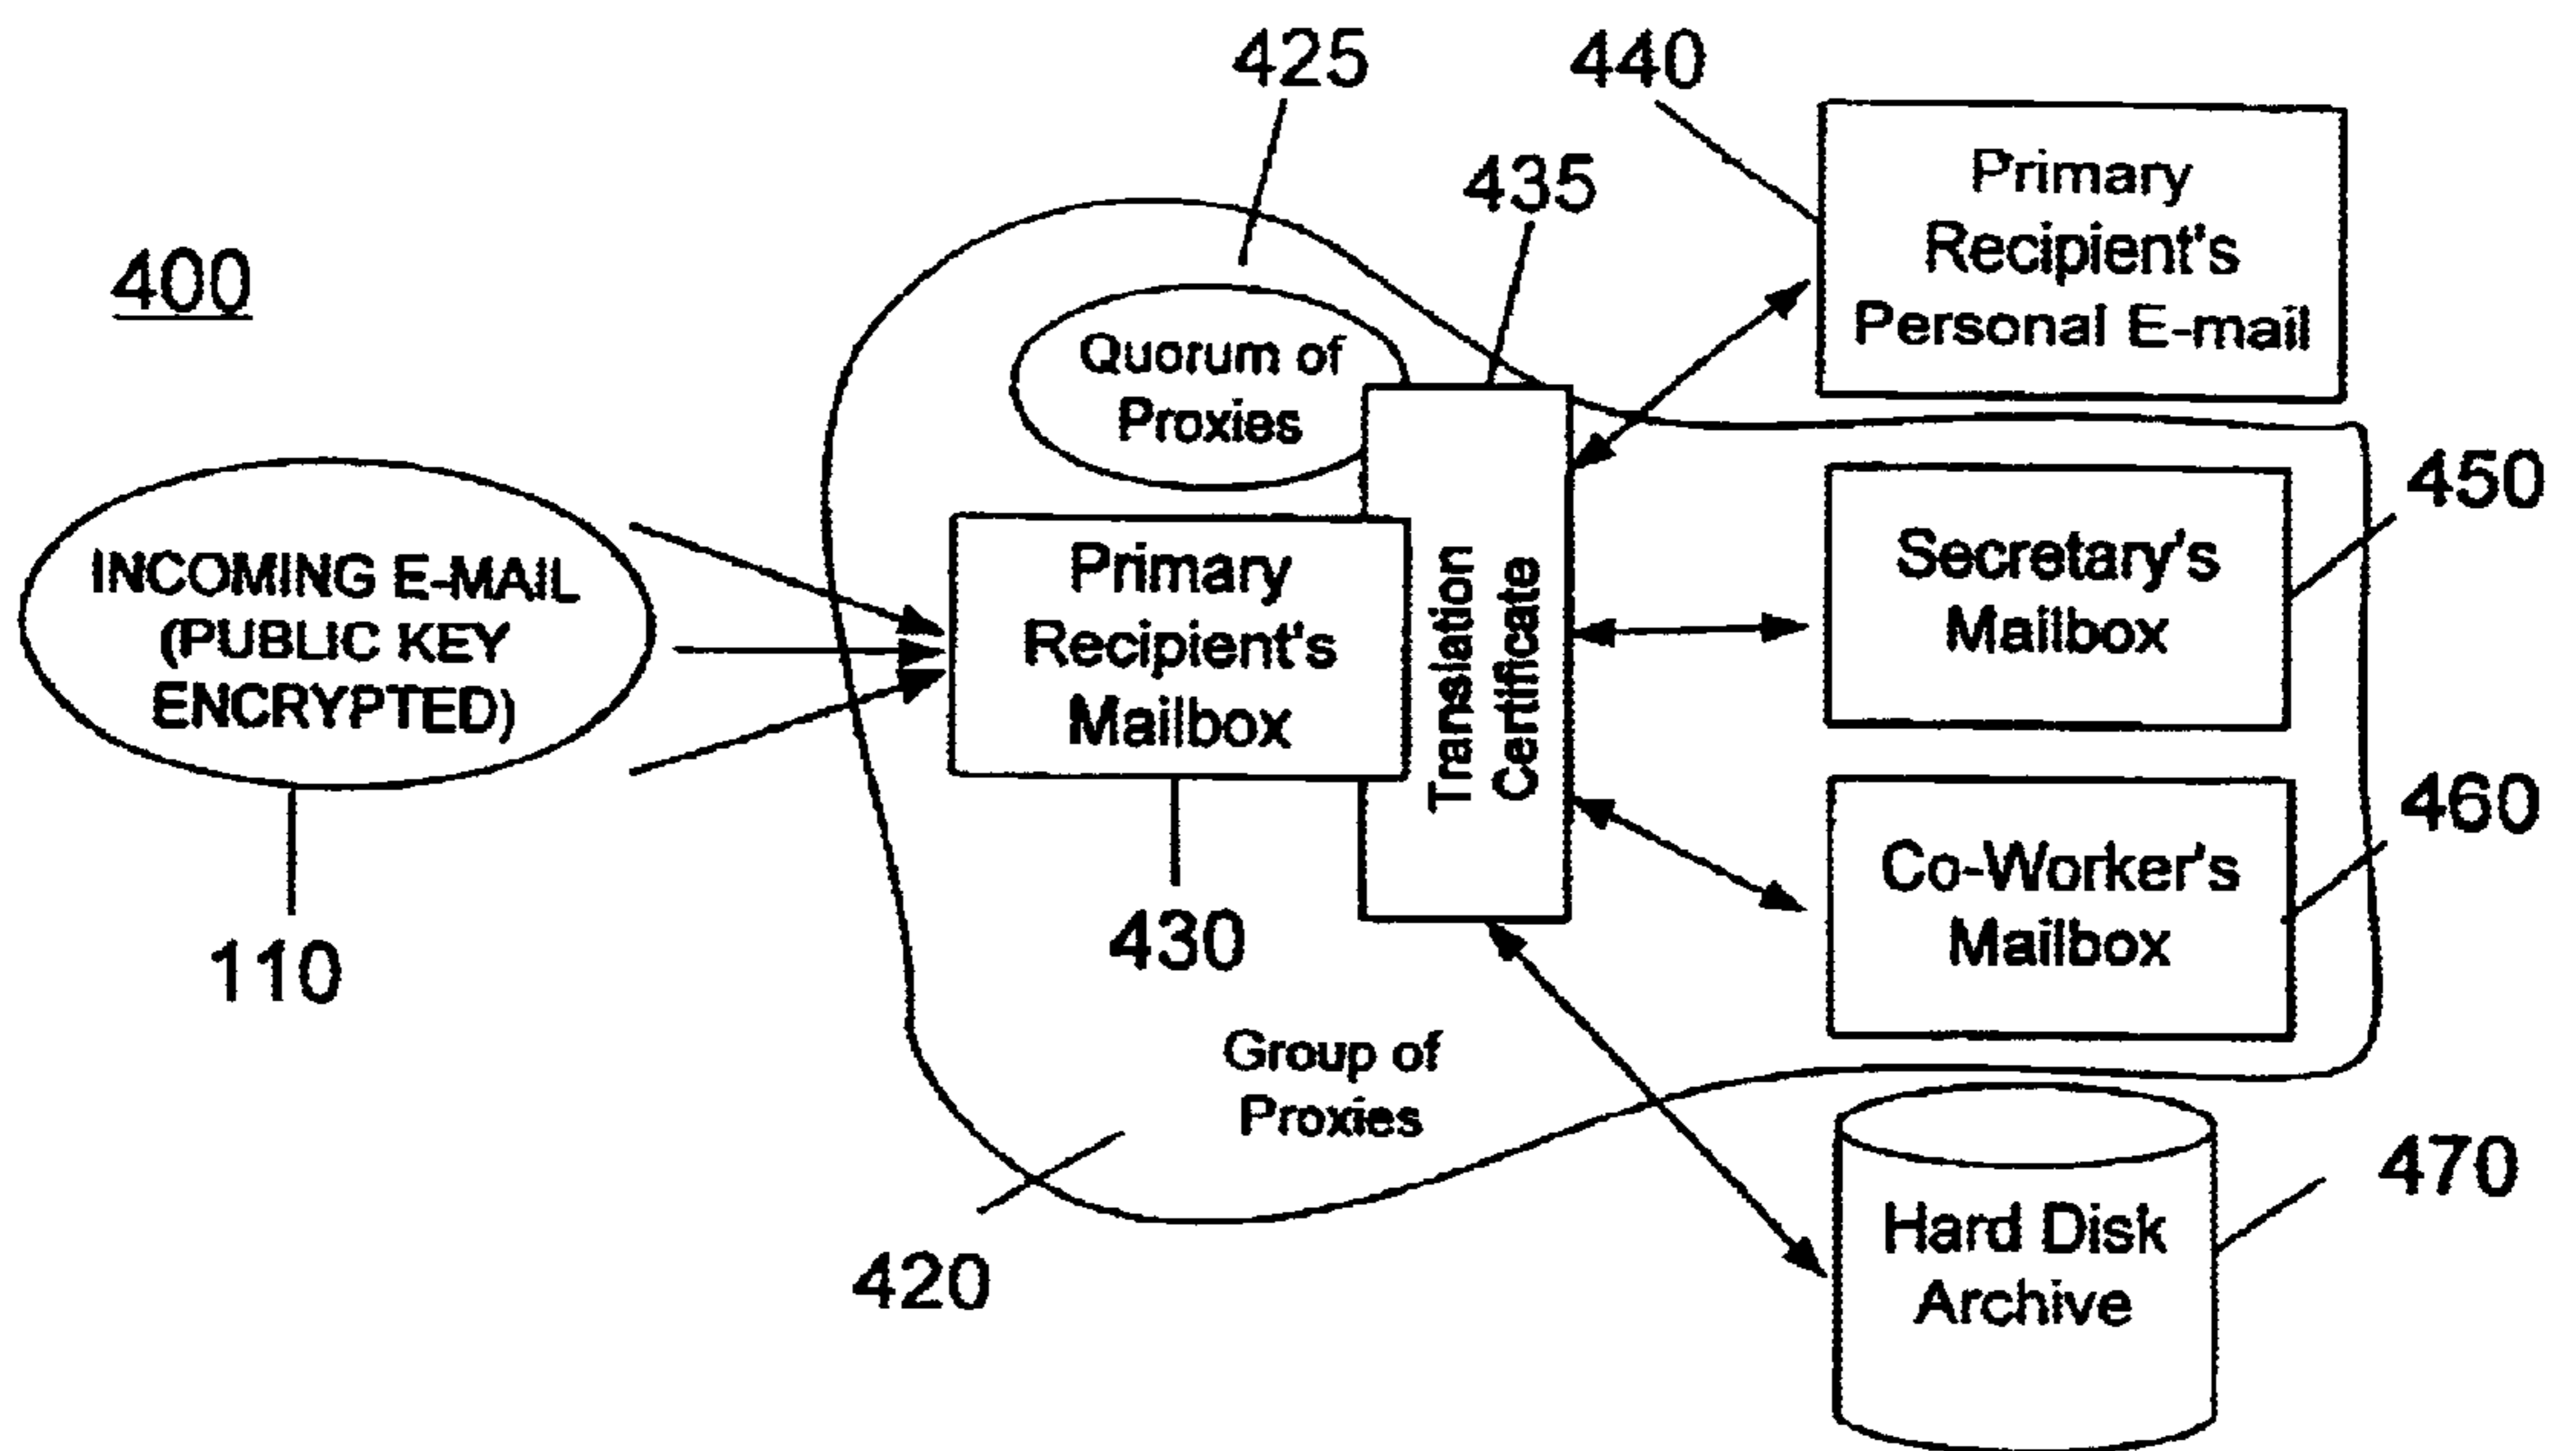 425
440
435
400
Primary
Recipient's
Personal E-mail
Quorum of
Proxies
450
INCOMING E-MAIL
(PUBLIC KEY
ENCRYPTED)
Primary
Recipient's
Mailbox
Translation
Certificate
Secretary's
Mailbox
460
Co-Worker's
Mailbox
110
430
Group of
Proxies
470
420
Hard Disk
Archive